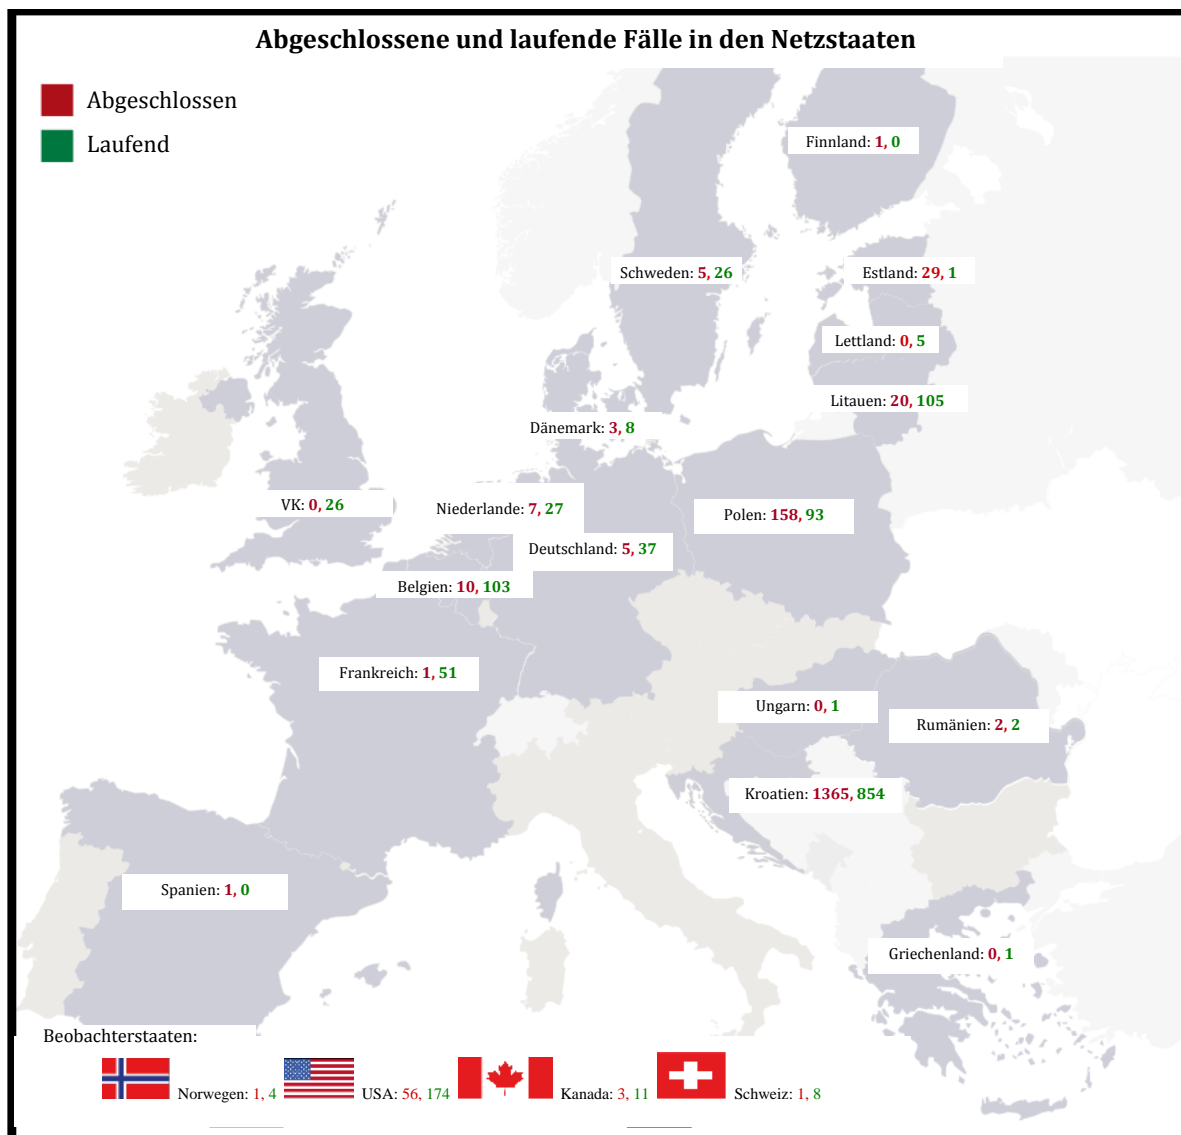 Abgeschlossene und laufende Fälle in den Netzstaaten
Abgeschlossen
Laufend
Finnland: 1, 0
Schweden: 5, 26
Estland: 29, 1
Lettland: 0, 5
Litauen: 20, 105
Dänemark: 3, 8
VK: 0, 26
Niederlande: 7, 27
Polen: 158, 93
Deutschland: 5, 37
Belgien: 10, 103
Frankreich: 1, 51
Ungarn: 0, 1
Rumänien: 2, 2
Kroatien: 1365, 854
Spanien: 1, 0
Griechenland: 0, 1
Beobachterstaaten:
Norwegen: 1, 4
USA: 56, 174
Kanada: 3, 11
Schweiz: 1, 8